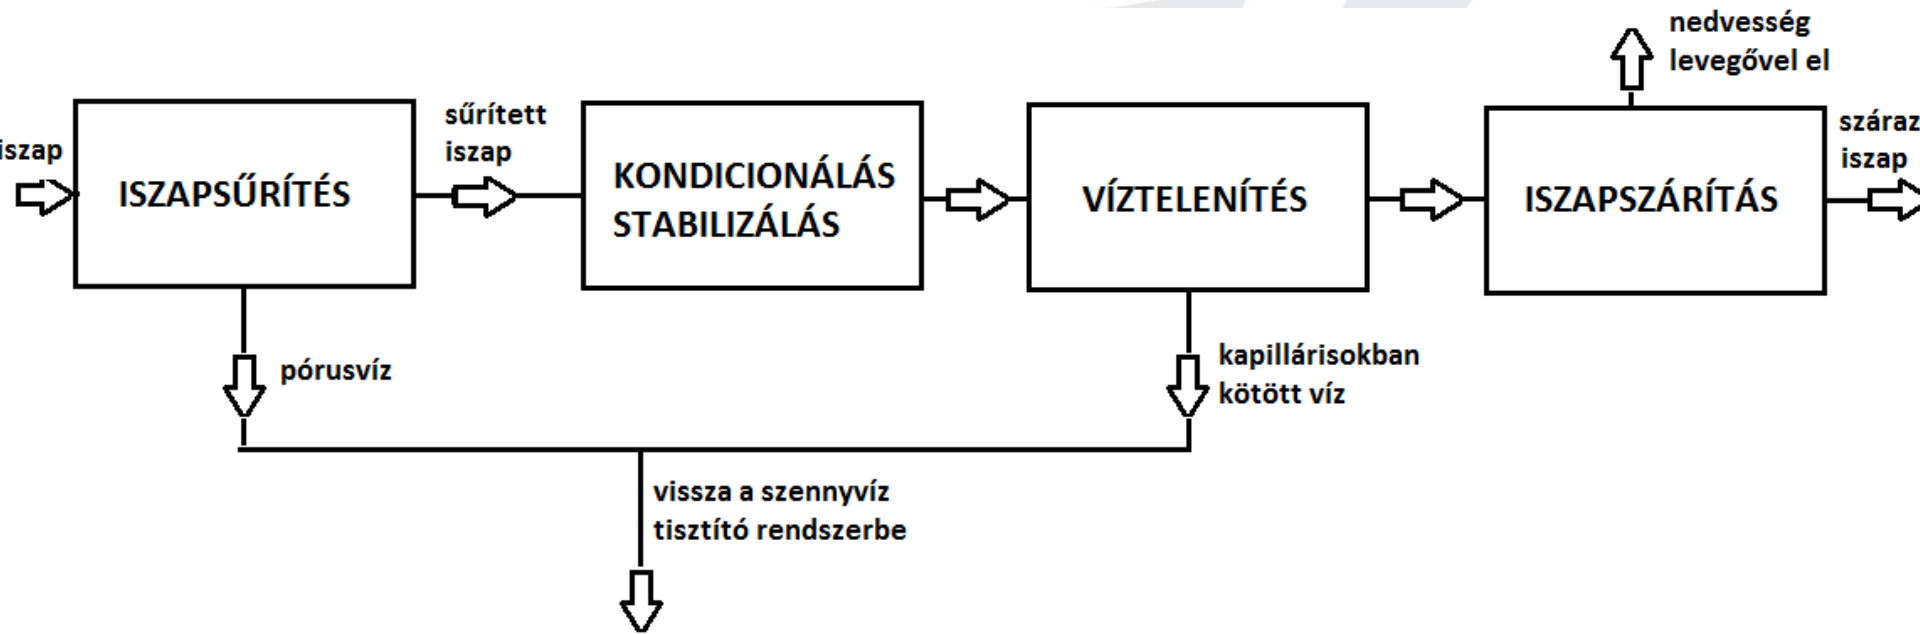 nedvesség
levegővel el
iszap
ISZAPSŰRÍTÉS
sűrített
iszap
KONDICIONÁLÁS
STABILIZÁLÁS
VÍZTELENÍTÉS
ISZAPSZÁRÍTÁS
száraz
iszap
pórusvíz
kapillárisokban
kötött víz
vissza a szennyvíz
tisztító rendszerbe